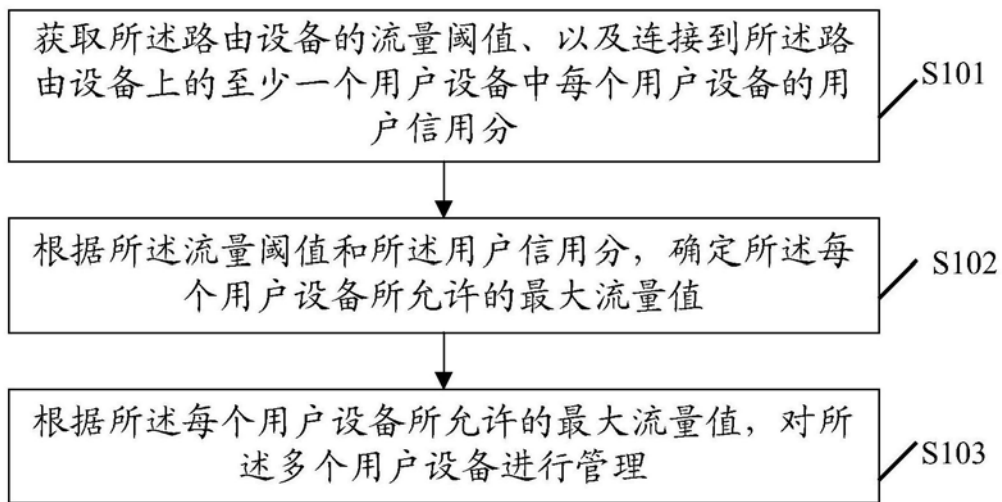 获取所述路由设备的流量阈值、以及连接到所述路
由设备上的至少一个用户设备中每个用户设备的用
户信用分
S101
根据所述流量阈值和所述用户信用分，确定所述每
个用户设备所允许的最大流量值
S102
根据所述每个用户设备所允许的最大流量值，对所
述多个用户设备进行管理
S103